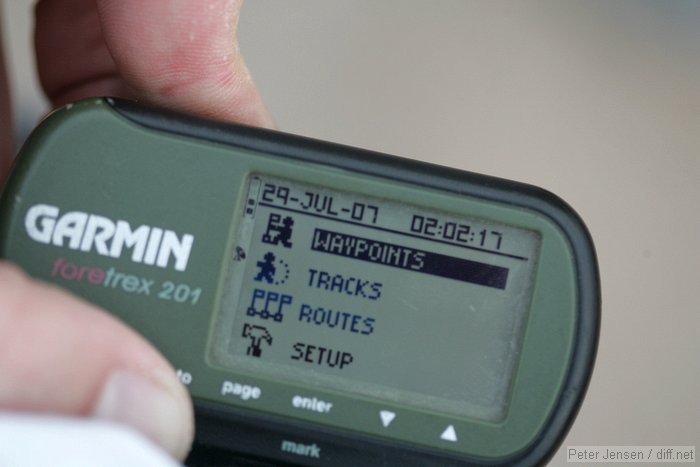 29-JUL-07 02:02:17
WAYPOINTS
TRACKS
ROUTES
SETUP
GARMIN
foretrex 201
page enter
mark
Peter Jensen / diff.net